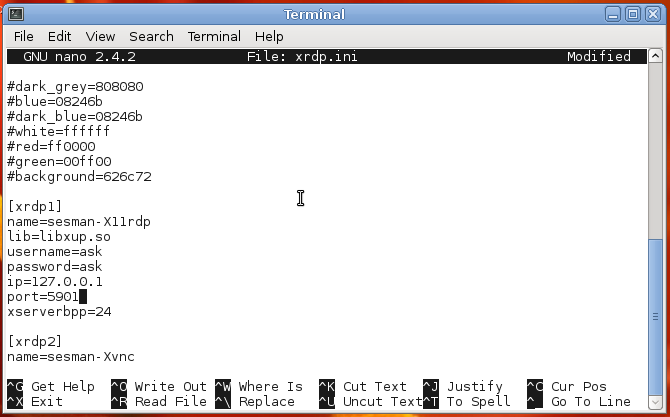 Terminal
File Edit View Search Terminal Help
GNU nano 2.4.2 File: xrdp.ini Modified
#dark_grey=808080
#blue=08246b
#dark_blue=08246b
#white=ffffff
#red=ff0000
#green=00ff00
#background=626c72
[xrdp1]
name=sesman-X11rdp
lib=libxup.so
username=ask
password=ask
ip=127.0.0.1
port=5901
xserverbpp=24
[xrdp2]
name=sesman-Xvnc
^G Get Help ^O Write Out ^W Where Is ^K Cut Text ^J Justify ^C Cur Pos
^X Exit ^R Read File ^\ Replace ^U Uncut Text ^T To Spell ^_ Go To Line